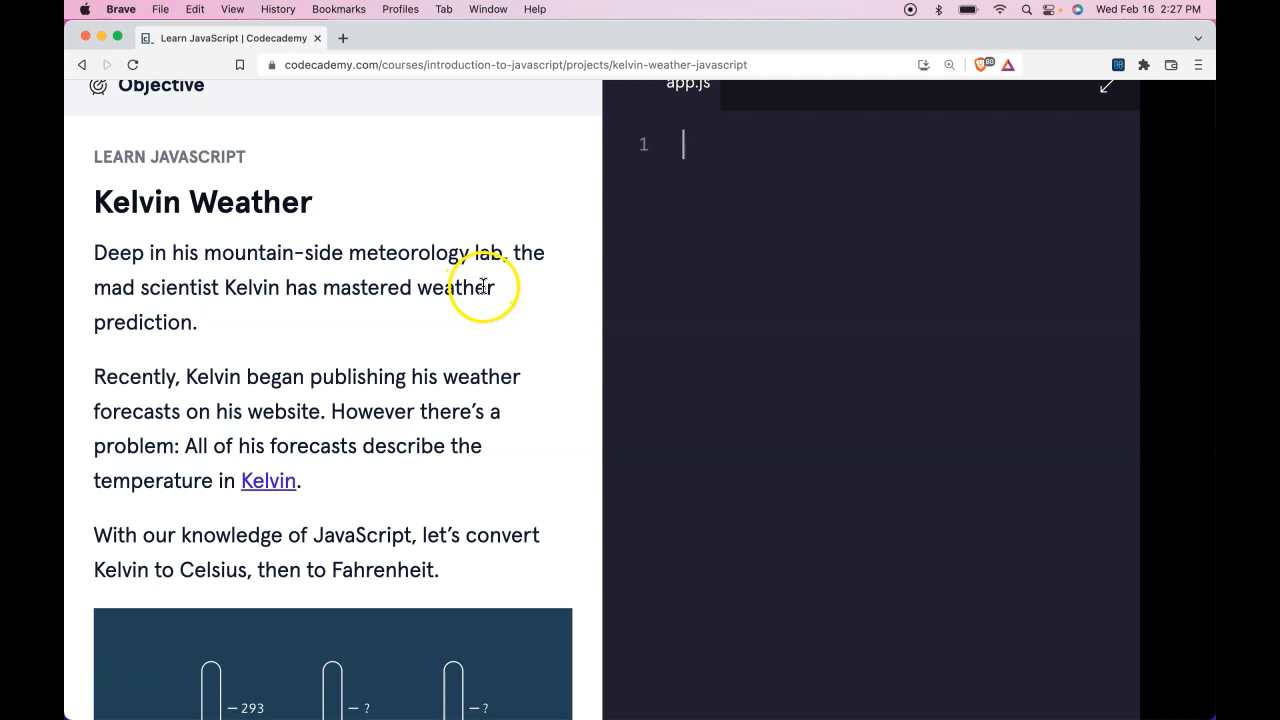 Brave File Edit View History Bookmarks Profiles Tab Window Help Wed Feb 16 2:27 PM
Learn JavaScript | Codecademy
codecademy.com/courses/introduction-to-javascript/projects/kelvin-weather-javascript 80
Objective
app.js
1
LEARN JAVASCRIPT
Kelvin Weather
Deep in his mountain-side meteorology lab, the
mad scientist Kelvin has mastered weather
prediction.
Recently, Kelvin began publishing his weather
forecasts on his website. However there’s a
problem: All of his forecasts describe the
temperature in Kelvin.
With our knowledge of JavaScript, let’s convert
Kelvin to Celsius, then to Fahrenheit.
– 293 – ? – ?